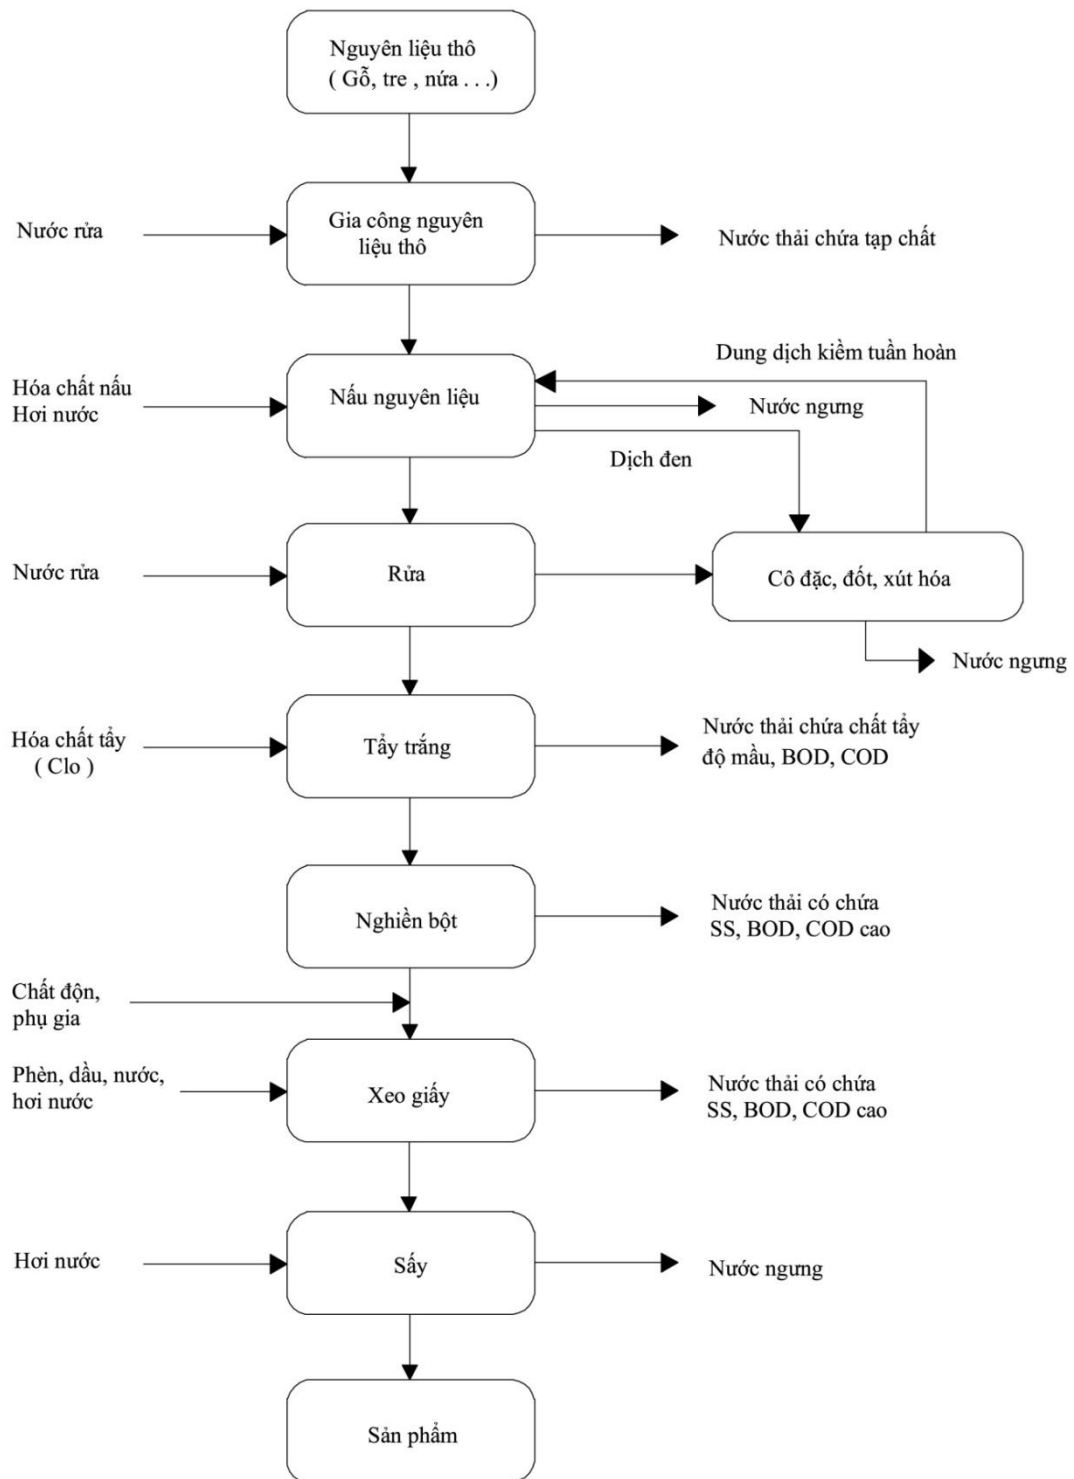 Nguyên liệu thô
( Gỗ, tre , nứa . . .)
Nước rửa
Gia công nguyên
liệu thô
Nước thải chứa tạp chất
Dung dịch kiềm tuần hoàn
Hóa chất nấu
Hơi nước
Nấu nguyên liệu
Nước ngưng
Dịch đen
Nước rửa
Rửa
Cô đặc, đốt, xút hóa
Nước ngưng
Hóa chất tẩy
( Clo )
Tẩy trắng
Nước thải chứa chất tẩy
độ mầu, BOD, COD
Nghiền bột
Nước thải có chứa
SS, BOD, COD cao
Chất độn,
phụ gia
Phèn, dầu, nước,
hơi nước
Xeo giấy
Nước thải có chứa
SS, BOD, COD cao
Hơi nước
Sấy
Nước ngưng
Sản phẩm